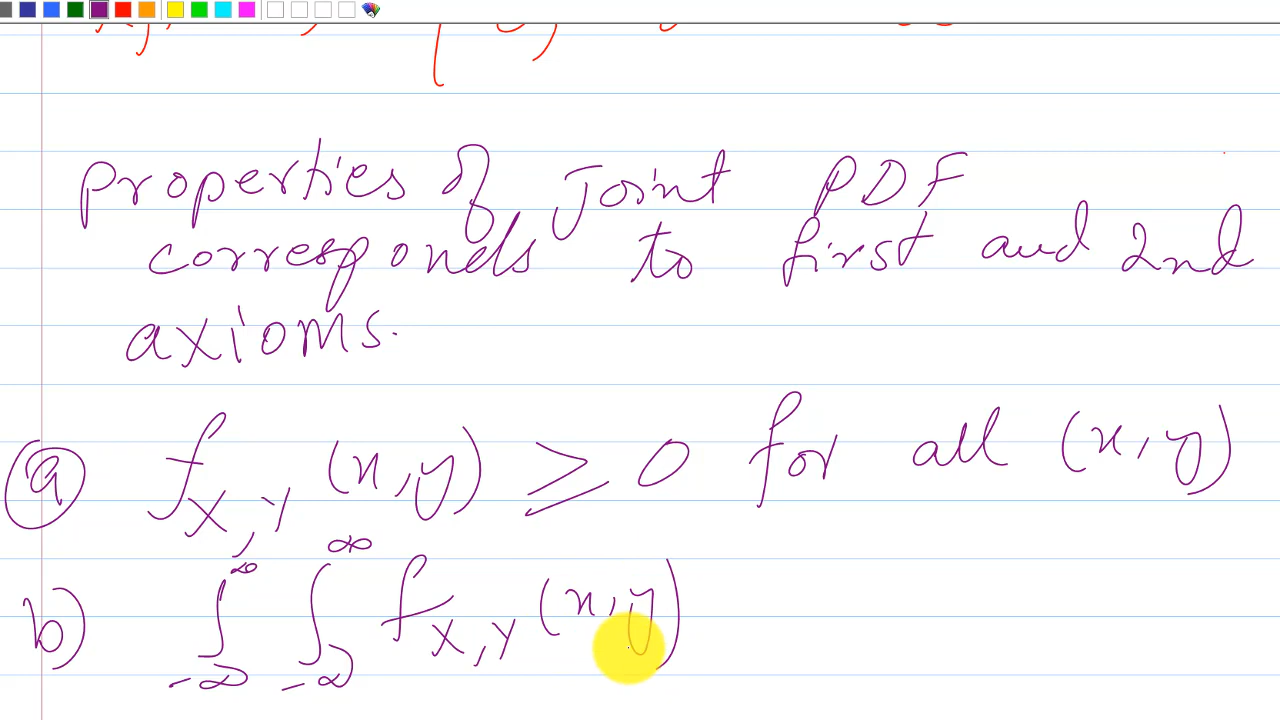 properties of Joint PDF
corresponds to first and 2nd
axioms.
(a) f_{X,Y} (x,y) ≥ 0 for all (x,y)
b) ∫_{-∞}^{∞} ∫_{-∞}^{∞} f_{X,Y} (x,y)